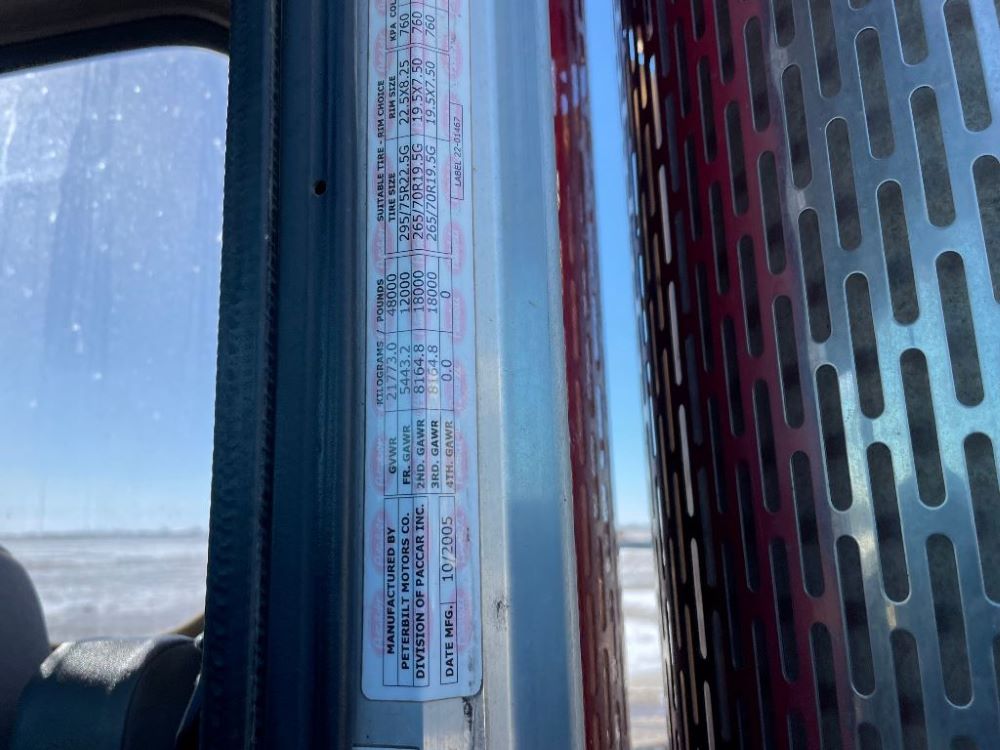 MANUFACTURED BY
PETERBILT MOTORS CO.
DIVISION OF PACCAR INC.
DATE MFG. 10/2005
KILOGRAMS / POUNDS SUITABLE TIRE - RIM CHOICE
TIRE SIZE RIM SIZE KPA
GVWR 21773.0 48000
FR. GAWR 5443.2 12000 295/75R22.5G 22.5X8.25 760
2ND. GAWR 8164.8 18000 265/70R19.5G 19.5X7.50 760
3RD. GAWR 8164.8 18000 265/70R19.5G 19.5X7.50 760
4TH. GAWR 0.0 0
LABEL 22-01467